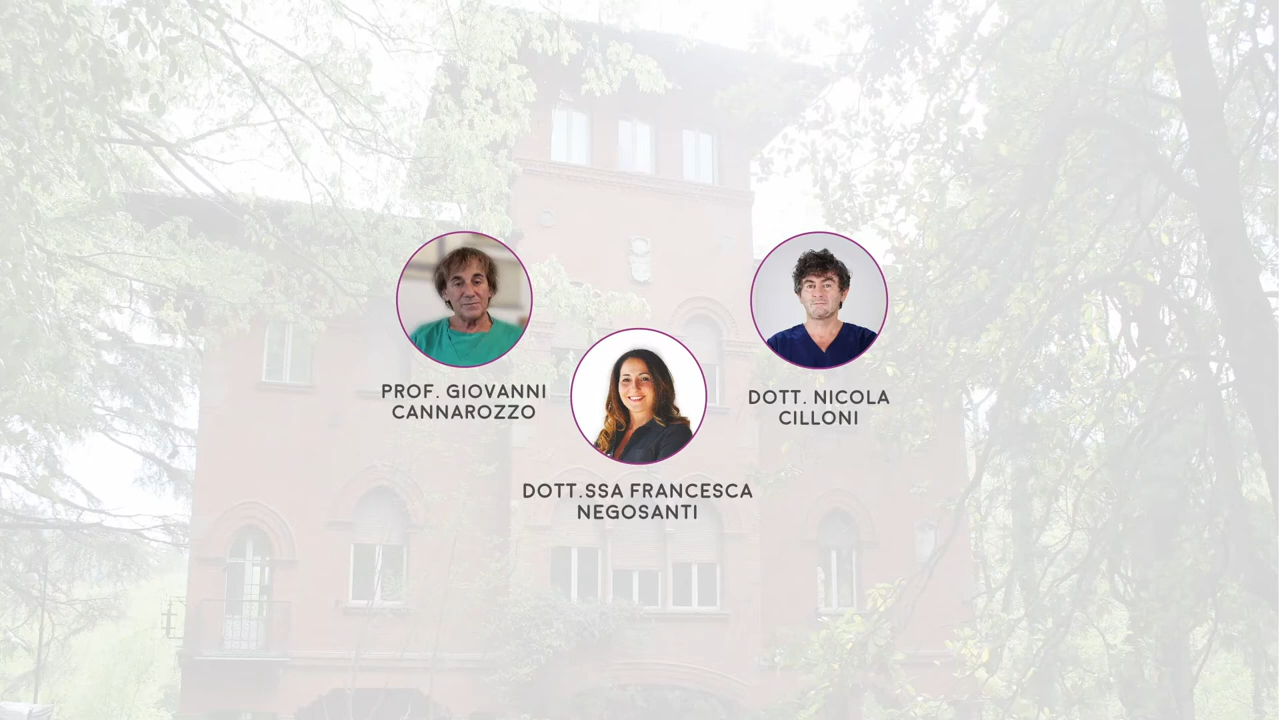 PROF. GIOVANNI
CANNAROZZO
DOTT.SSA FRANCESCA
NEGOSANTI
DOTT. NICOLA
CILLONI